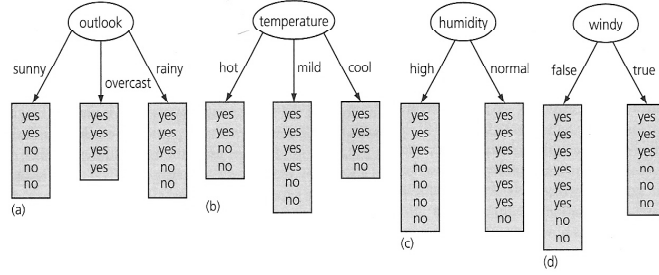 outlook
sunny
overcast
rainy
yes
yes
no
no
no
yes
yes
yes
yes
yes
yes
yes
no
no
(a)
temperature
hot
mild
cool
yes
yes
no
no
yes
yes
yes
yes
no
no
yes
yes
yes
no
(b)
humidity
high
normal
yes
yes
yes
no
no
no
no
yes
yes
yes
yes
yes
yes
no
(c)
windy
false
true
yes
yes
yes
yes
yes
yes
no
no
yes
yes
yes
no
no
no
(d)